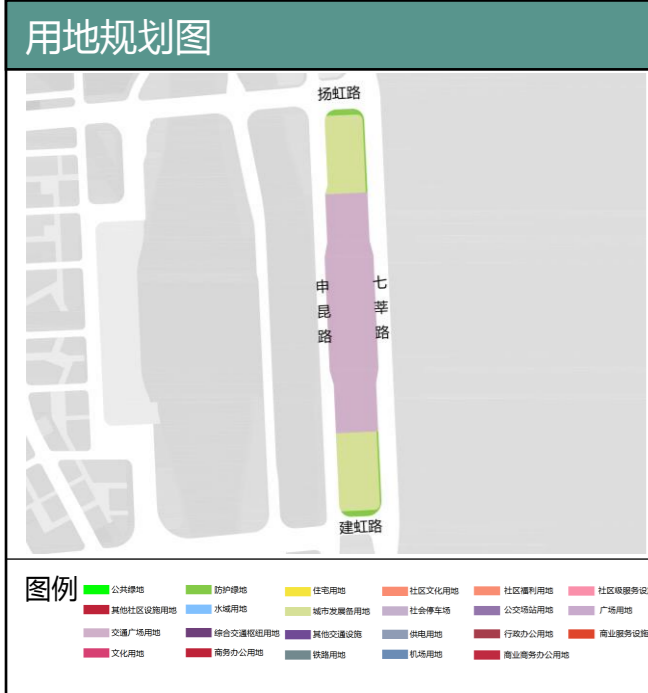 用地规划图
扬虹路
申昆路
七莘路
建虹路
图例
公共绿地 防护绿地 住宅用地 社区文化用地 社区福利用地 社区级服务设
其他社区设施用地 水域用地 城市发展备用地 社会停车场 公交场站用地 广场用地
交通广场用地 综合交通枢纽用地 其他交通设施 供电用地 行政办公用地 商业服务设施
文化用地 商务办公用地 铁路用地 机场用地 商业商务办公用地